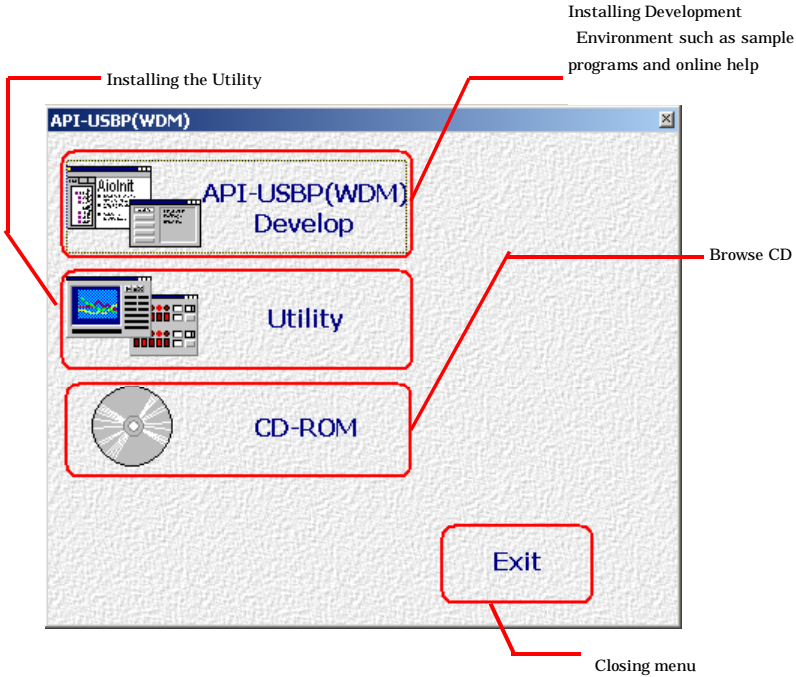 Installing Development
Environment such as sample
programs and online help
Installing the Utility
API-USBP(WDM)
AioInit
API-USBP(WDM)
Develop
Browse CD
Utility
CD-ROM
Exit
Closing menu